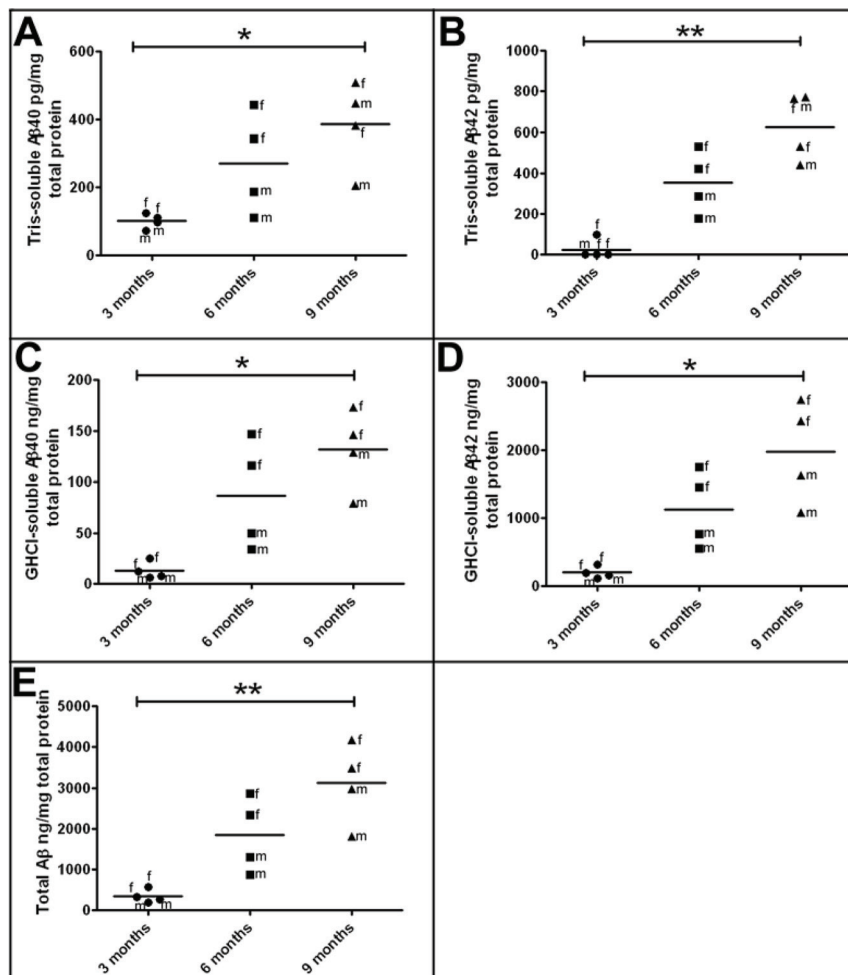 A
*
Tris-soluble Aβ40 pg/mg
total protein
600
400
200
0
f
f
m
m
f
f
m
m
f
m
f
m
3 months
6 months
9 months
B
**
Tris-soluble Aβ42 pg/mg
total protein
1000
800
600
400
200
0
f
m f f
f
f
m
m
f m
f
m
3 months
6 months
9 months
C
*
GHCl-soluble Aβ40 ng/mg
total protein
200
150
100
50
0
f
f
m
m
f
f
m
m
f
f
m
m
3 months
6 months
9 months
D
*
GHCl-soluble Aβ42 ng/mg
total protein
3000
2000
1000
0
f
f
m
m
f
f
m
m
f
f
m
m
3 months
6 months
9 months
E
**
Total Aβ ng/mg total protein
5000
4000
3000
2000
1000
0
f
f
m
m
f
f
m
m
f
f
m
m
3 months
6 months
9 months